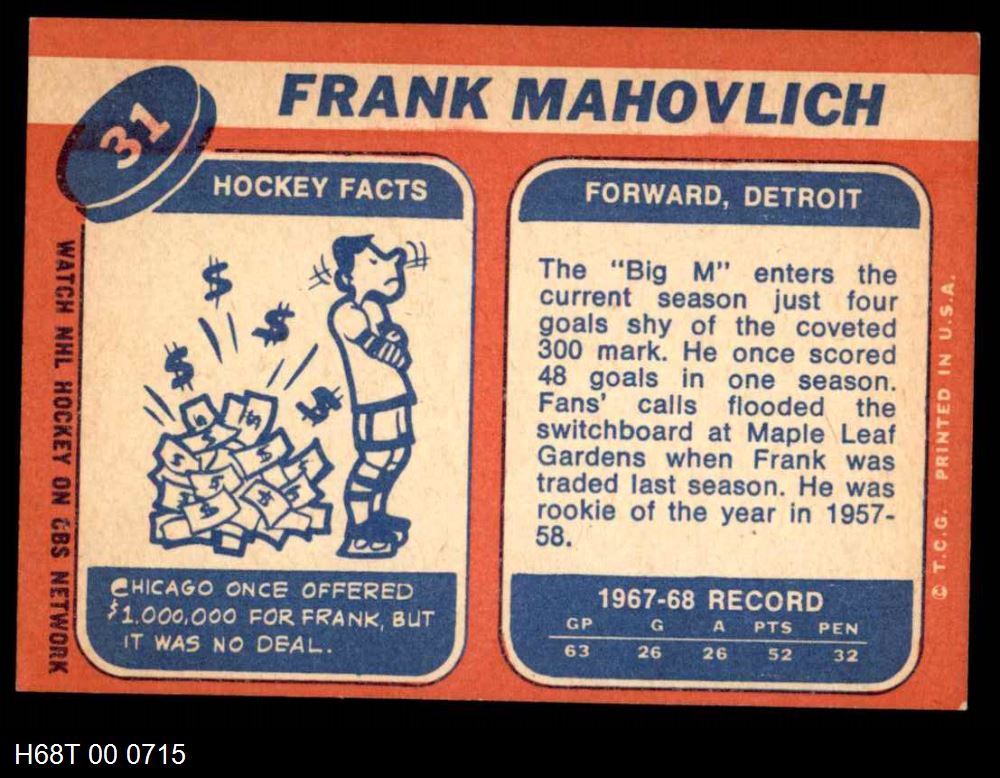 31
FRANK MAHOVLICH
HOCKEY FACTS
$
$
$
$
CHICAGO ONCE OFFERED
$1,000,000 FOR FRANK, BUT
IT WAS NO DEAL.
WATCH NHL HOCKEY ON CBS NETWORK
FORWARD, DETROIT
The "Big M" enters the
current season just four
goals shy of the coveted
300 mark. He once scored
48 goals in one season.
Fans' calls flooded the
switchboard at Maple Leaf
Gardens when Frank was
traded last season. He was
rookie of the year in 1957-
58.
1967-68 RECORD
GP G A PTS PEN
63 26 26 52 32
© T.C.G. PRINTED IN U.S.A.
H68T 00 0715